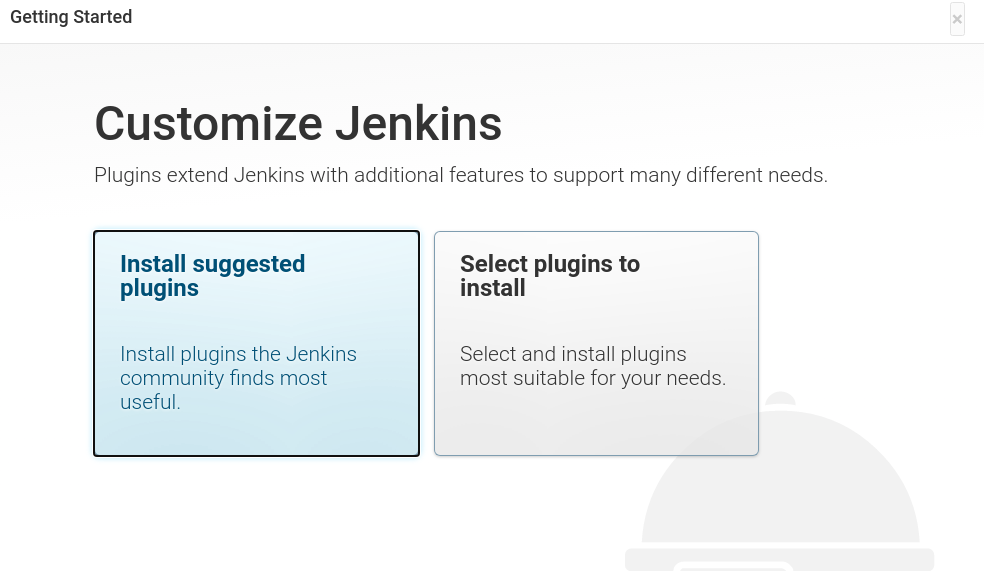 Getting Started
×
Customize Jenkins
Plugins extend Jenkins with additional features to support many different needs.
Install suggested
plugins
Install plugins the Jenkins
community finds most
useful.
Select plugins to
install
Select and install plugins
most suitable for your needs.